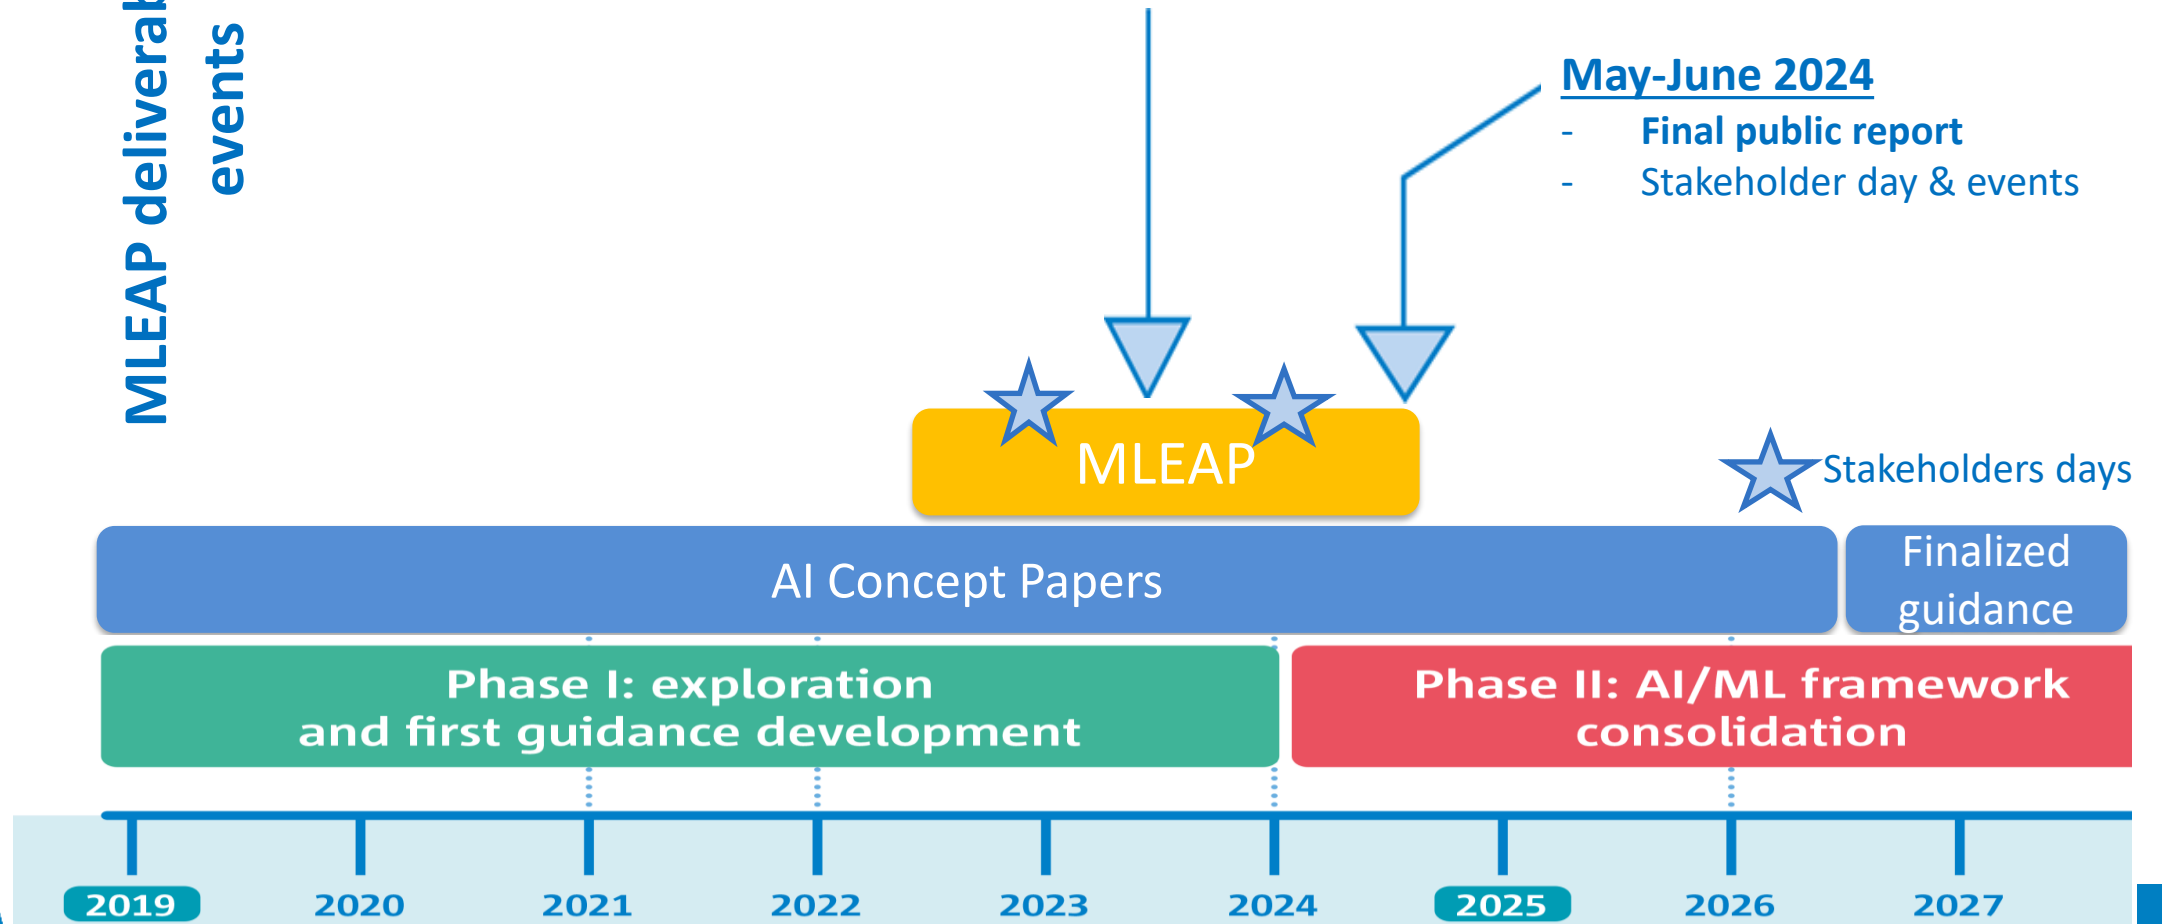 MLEAP
events
May-June 2024
- Final public report
- Stakeholder day & events
MLEAP
Stakeholders days
AI Concept Papers
Finalized
guidance
Phase I: exploration
and first guidance development
Phase II: AI/ML framework
consolidation
2019 2020 2021 2022 2023 2024 2025 2026 2027